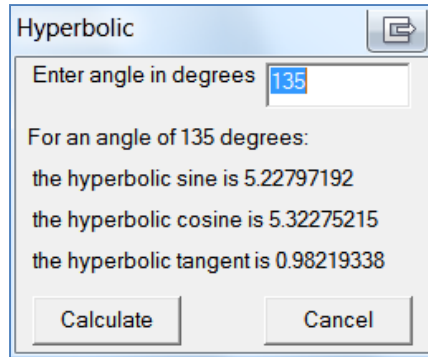 Hyperbolic
Enter angle in degrees 135
For an angle of 135 degrees:
the hyperbolic sine is 5.22797192
the hyperbolic cosine is 5.32275215
the hyperbolic tangent is 0.98219338
Calculate Cancel